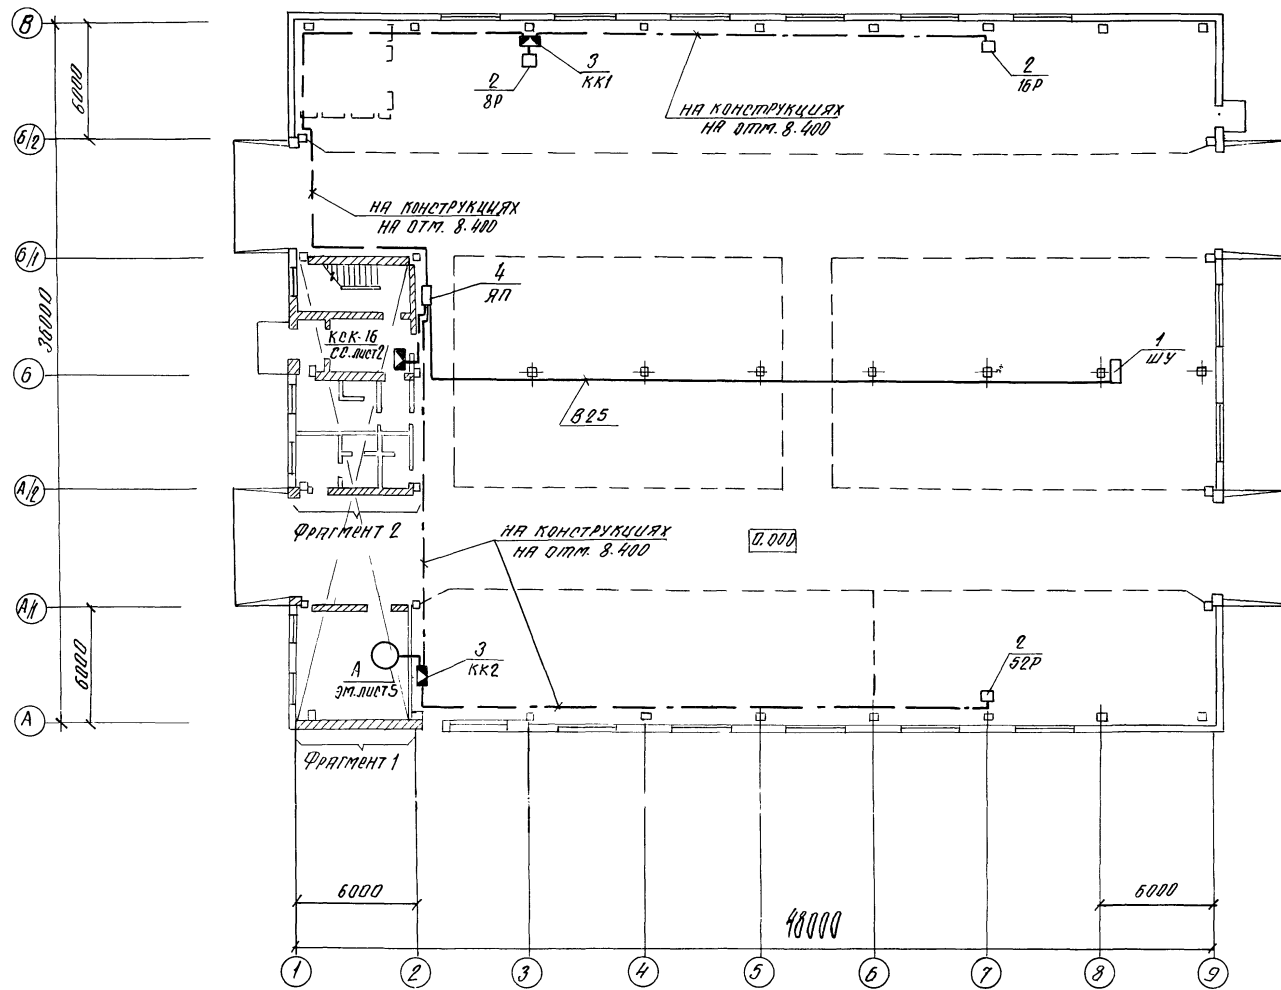 В
6000
Б/2
Б/1
36000
Б
А/2
А/1
6000
А
3
КК1
2
8Р
2
16Р
НА КОНСТРУКЦИЯХ
НА ОТМ. 8.400
НА КОНСТРУКЦИЯХ
НА ОТМ. 8.400
4
ЯП
КСК-16
СС.ЛИСТ2
1
ШУ
В25
ФРАГМЕНТ 2
НА КОНСТРУКЦИЯХ
НА ОТМ. 8.400
0.000
А
ЭМ.ЛИСТ5
3
КК2
2
52Р
ФРАГМЕНТ 1
6000
6000
48000
1
2
3
4
5
6
7
8
9